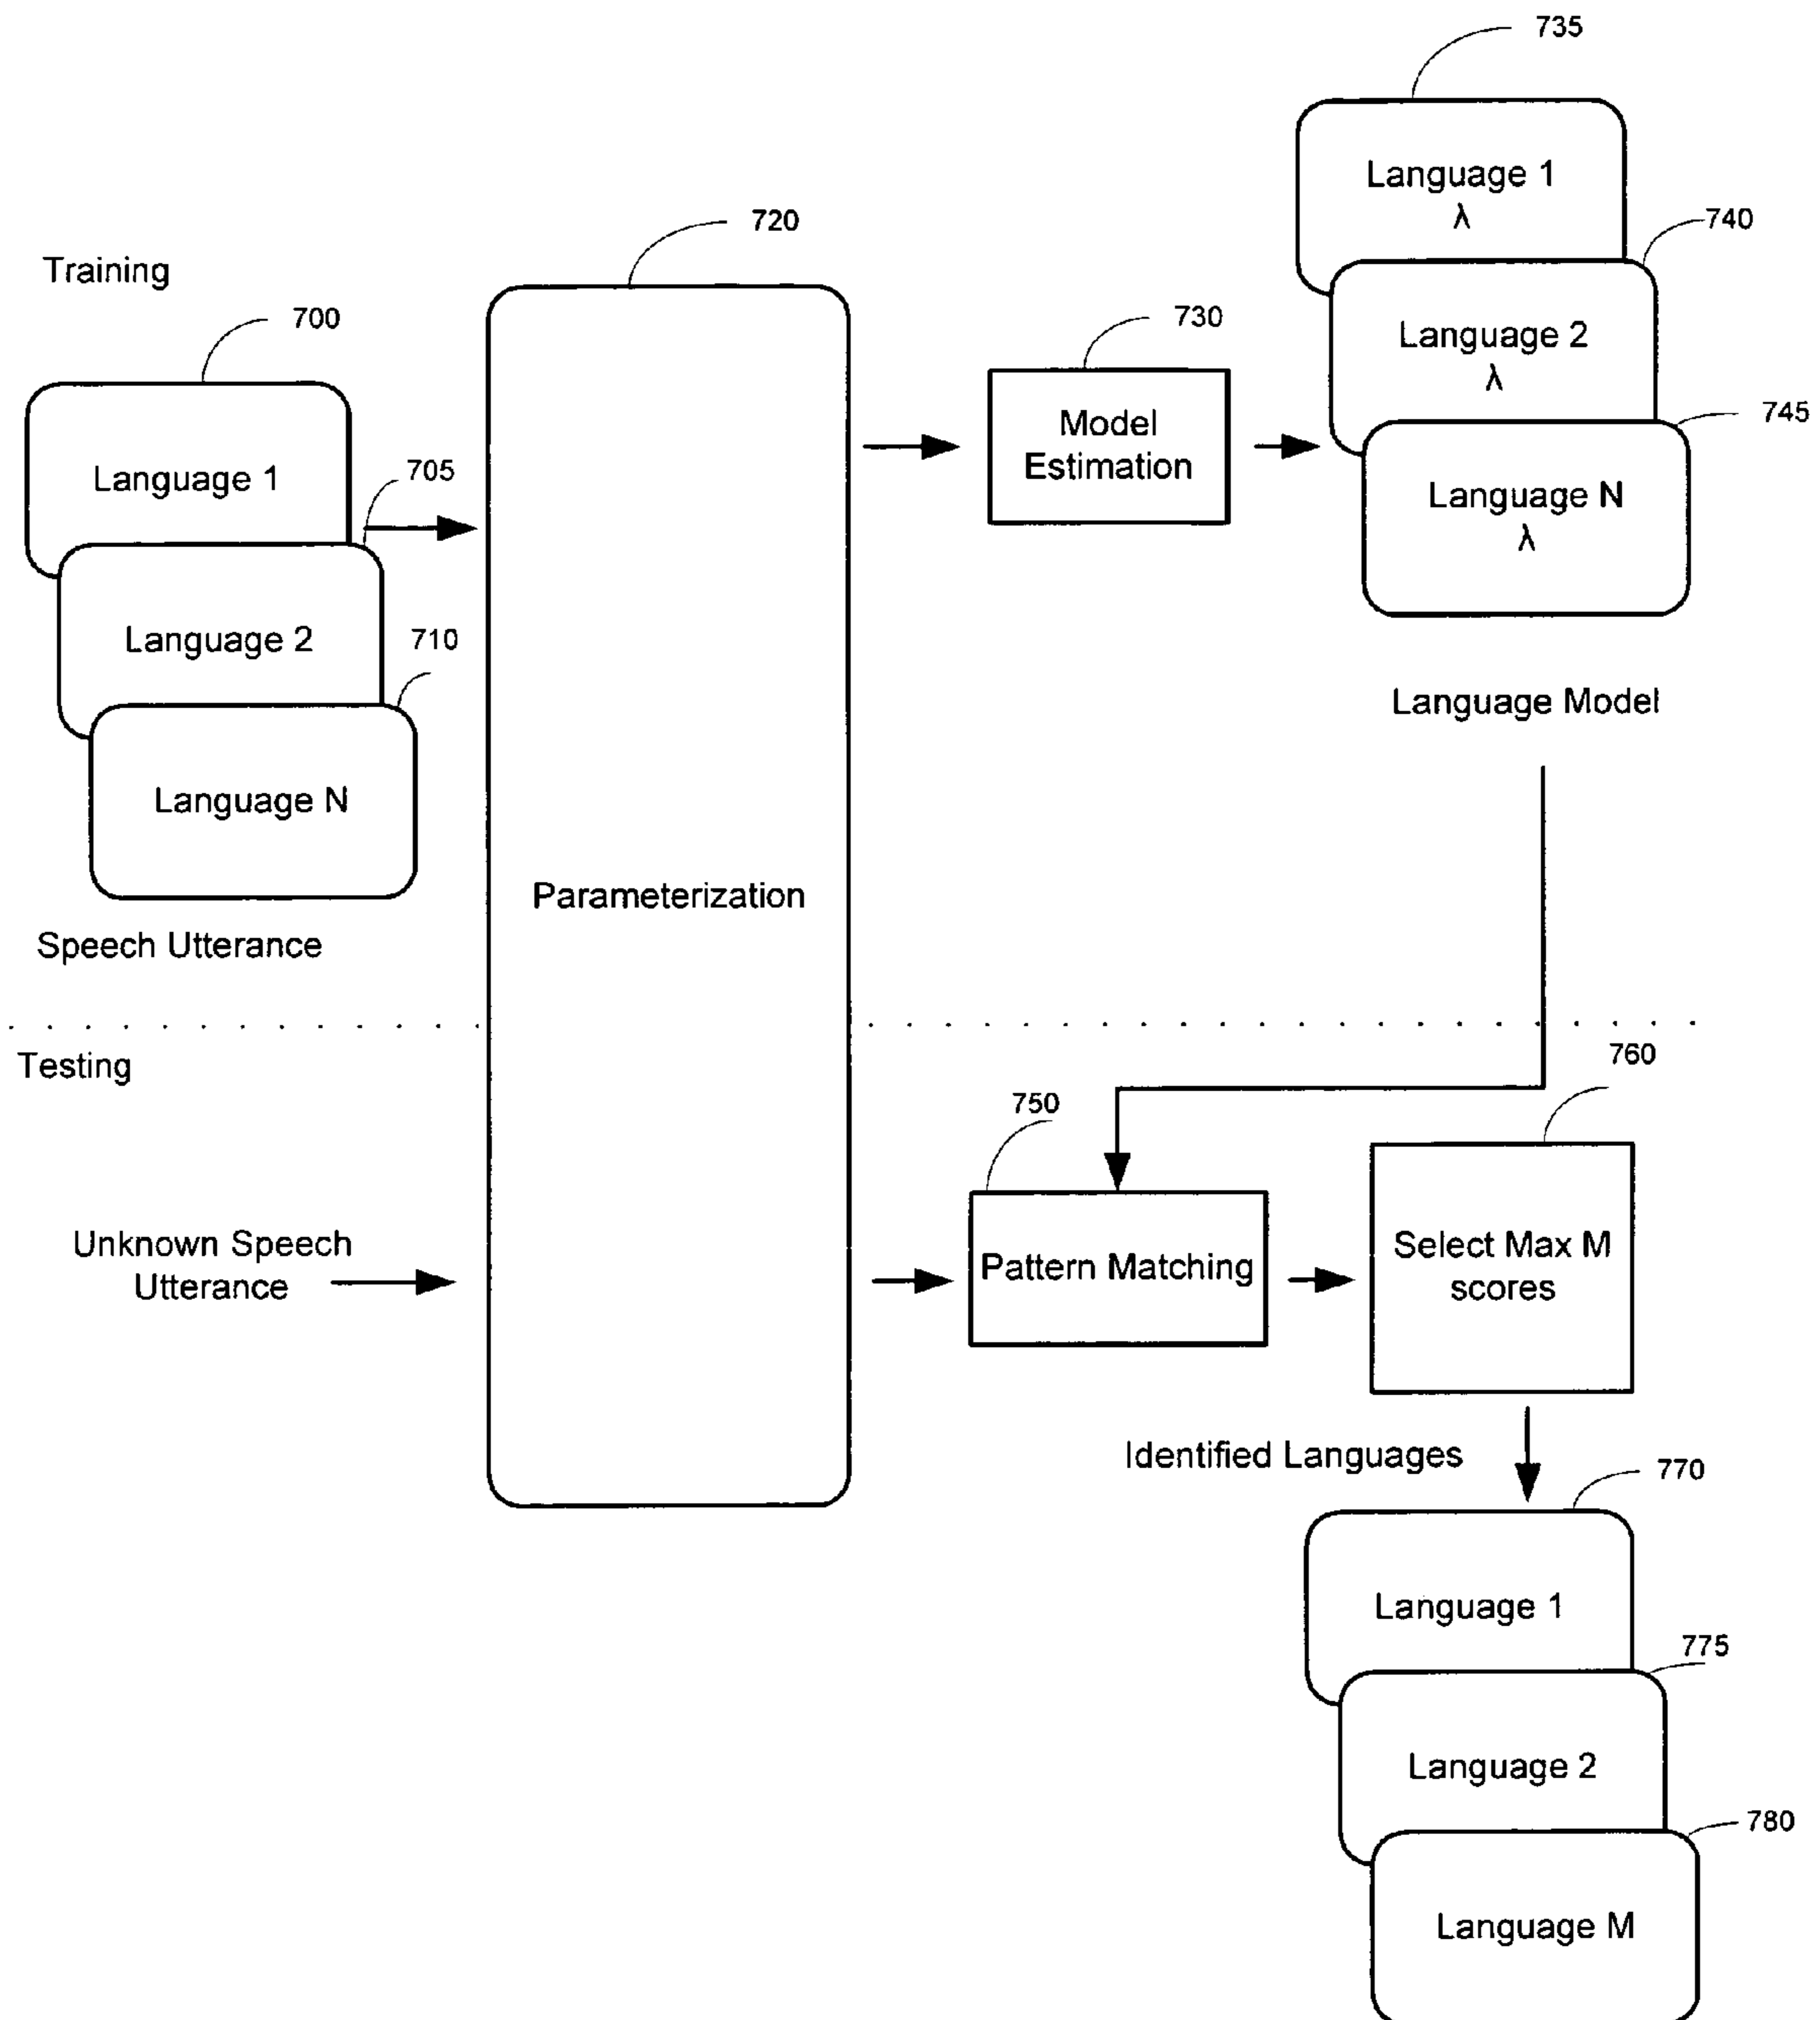 735
Language 1
λ
740
Language 2
λ
745
Language N
λ
Language Model
720
Training
700
Language 1
705
Language 2
710
Language N
Speech Utterance
Parameterization
730
Model
Estimation
Testing
Unknown Speech
Utterance
750
Pattern Matching
760
Select Max M
scores
Identified Languages
770
Language 1
775
Language 2
780
Language M